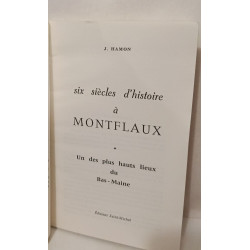 J. HAMON
six siècles d'histoire
à
MONTFLAUX
*
Un des plus hauts lieux
du
Bas-Maine